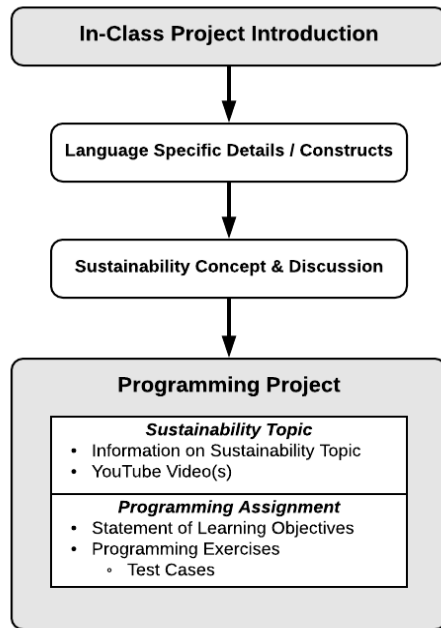 In-Class Project Introduction
Language Specific Details / Constructs
Sustainability Concept & Discussion
Programming Project
Sustainability Topic
• Information on Sustainability Topic
• YouTube Video(s)
Programming Assignment
• Statement of Learning Objectives
• Programming Exercises
◦ Test Cases